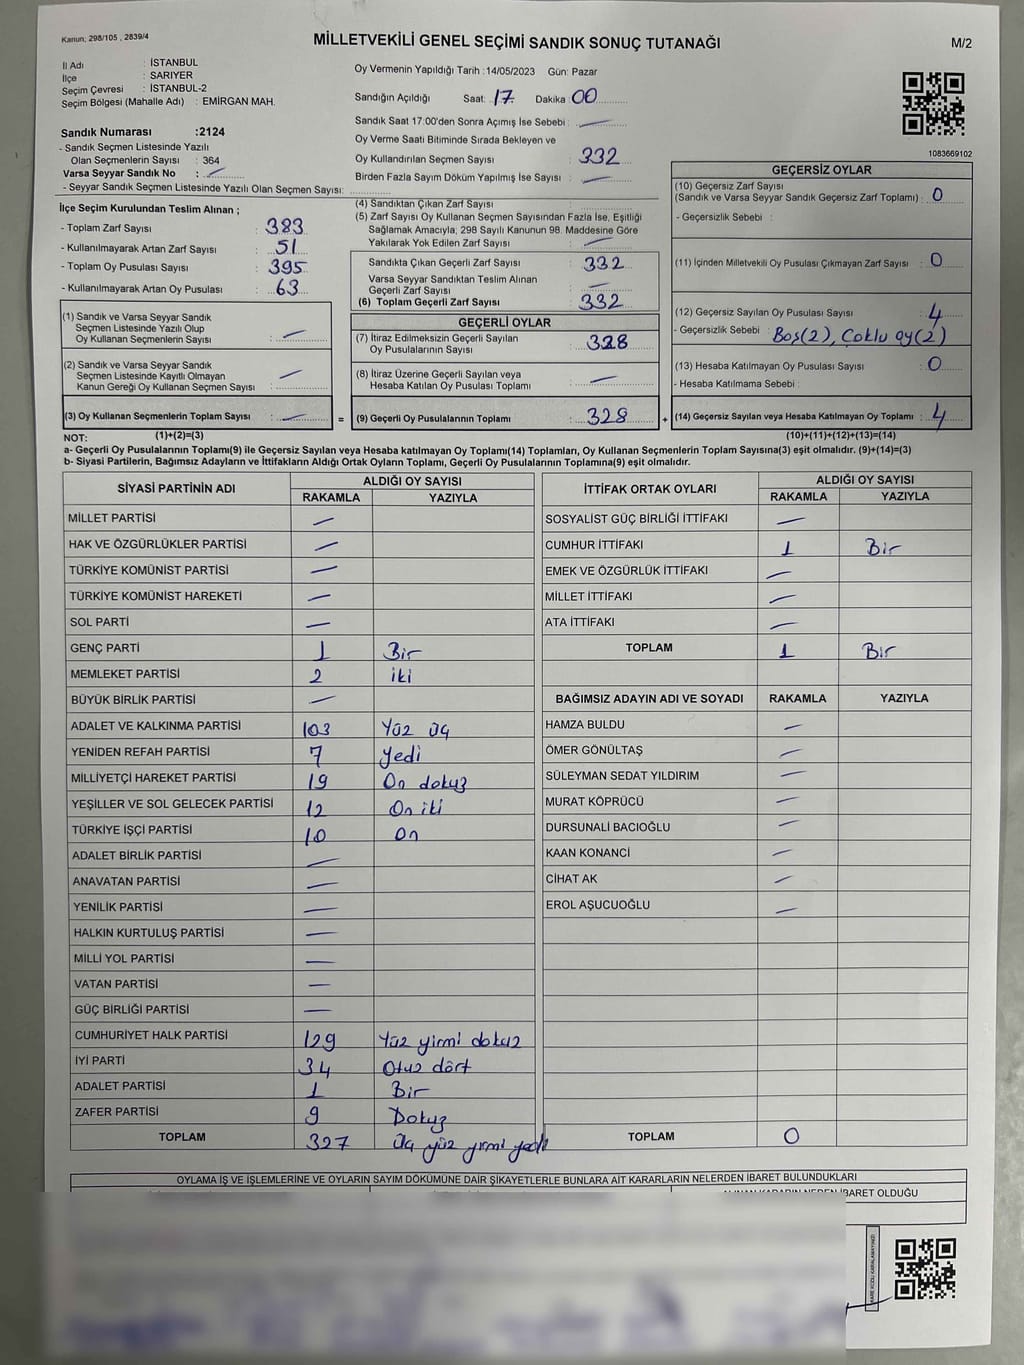 Kanun; 298/105 , 2839/4
MİLLETVEKİLİ GENEL SEÇİMİ SANDIK SONUÇ TUTANAĞI
M/2
İl Adı : İSTANBUL
İlçe : SARIYER
Seçim Çevresi : İSTANBUL-2
Seçim Bölgesi (Mahalle Adı) : EMİRGAN MAH.
Sandık Numarası :2124
- Sandık Seçmen Listesinde Yazılı
Olan Seçmenlerin Sayısı : 364
Varsa Seyyar Sandık No : —
- Seyyar Sandık Seçmen Listesinde Yazılı Olan Seçmen Sayısı:
Oy Vermenin Yapıldığı Tarih :14/05/2023 Gün: Pazar
Sandığın Açıldığı Saat: 17 Dakika 00
Sandık Saat 17:00'den Sonra Açımış İse Sebebi : —
Oy Verme Saati Bitiminde Sırada Bekleyen ve
Oy Kullandırılan Seçmen Sayısı : 332
Birden Fazla Sayım Döküm Yapılmış İse Sayısı : —
1083669102
İlçe Seçim Kurulundan Teslim Alınan ;
- Toplam Zarf Sayısı : 383
- Kullanılmayarak Artan Zarf Sayısı : 51
- Toplam Oy Pusulası Sayısı : 395
- Kullanılmayarak Artan Oy Pusulası : 63
(1) Sandık ve Varsa Seyyar Sandık
Seçmen Listesinde Yazılı Olup
Oy Kullanan Seçmenlerin Sayısı : —
(2) Sandık ve Varsa Seyyar Sandık
Seçmen Listesinde Kayıtlı Olmayan
Kanun Gereği Oy Kullanan Seçmen Sayısı : —
(3) Oy Kullanan Seçmenlerin Toplam Sayısı : —
(4) Sandıktan Çıkan Zarf Sayısı :
(5) Zarf Sayısı Oy Kullanan Seçmen Sayısından Fazla İse, Eşitliği
Sağlamak Amacıyla; 298 Sayılı Kanunun 98. Maddesine Göre
Yakılarak Yok Edilen Zarf Sayısı : —
Sandıkta Çıkan Geçerli Zarf Sayısı : 332
Varsa Seyyar Sandıktan Teslim Alınan
Geçerli Zarf Sayısı : —
(6) Toplam Geçerli Zarf Sayısı : 332
GEÇERLİ OYLAR
(7) İtiraz Edilmeksizin Geçerli Sayılan
Oy Pusulalarının Sayısı : 328
(8) İtiraz Üzerine Geçerli Sayılan veya
Hesaba Katılan Oy Pusulası Toplamı : —
= (9) Geçerli Oy Pusulalarının Toplamı : 328 +
GEÇERSİZ OYLAR
(10) Geçersiz Zarf Sayısı
(Sandık ve Varsa Seyyar Sandık Geçersiz Zarf Toplamı) : 0
- Geçersizlik Sebebi :
(11) İçinden Milletvekili Oy Pusulası Çıkmayan Zarf Sayısı : 0
(12) Geçersiz Sayılan Oy Pusulası Sayısı : 4
- Geçersizlik Sebebi : Boş(2), Çoklu oy(2)
(13) Hesaba Katılmayan Oy Pusulası Sayısı : 0
- Hesaba Katılmama Sebebi :
(14) Geçersiz Sayılan veya Hesaba Katılmayan Oy Toplamı : 4
NOT: (1)+(2)=(3)
(10)+(11)+(12)+(13)=(14)
a- Geçerli Oy Pusulalarının Toplamı(9) ile Geçersiz Sayılan veya Hesaba katılmayan Oy Toplamı(14) Toplamları, Oy Kullanan Seçmenlerin Toplam Sayısına(3) eşit olmalıdır. (9)+(14)=(3)
b- Siyasi Partilerin, Bağımsız Adayların ve İttifakların Aldığı Ortak Oyların Toplamı, Geçerli Oy Pusulalarının Toplamına(9) eşit olmalıdır.
SİYASİ PARTİNİN ADI ALDIĞI OY SAYISI
RAKAMLA YAZIYLA
MİLLET PARTİSİ —
HAK VE ÖZGÜRLÜKLER PARTİSİ —
TÜRKİYE KOMÜNİST PARTİSİ —
TÜRKİYE KOMÜNİST HAREKETİ —
SOL PARTİ —
GENÇ PARTİ 1 Bir
MEMLEKET PARTİSİ 2 iki
BÜYÜK BİRLİK PARTİSİ —
ADALET VE KALKINMA PARTİSİ 103 Yüz üç
YENİDEN REFAH PARTİSİ 7 Yedi
MİLLİYETÇİ HAREKET PARTİSİ 19 On dokuz
YEŞİLLER VE SOL GELECEK PARTİSİ 12 On iki
TÜRKİYE İŞÇİ PARTİSİ 10 On
ADALET BİRLİK PARTİSİ —
ANAVATAN PARTİSİ —
YENİLİK PARTİSİ —
HALKIN KURTULUŞ PARTİSİ —
MİLLİ YOL PARTİSİ —
VATAN PARTİSİ —
GÜÇ BİRLİĞİ PARTİSİ —
CUMHURİYET HALK PARTİSİ 129 Yüz yirmi dokuz
İYİ PARTİ 34 Otuz dört
ADALET PARTİSİ 1 Bir
ZAFER PARTİSİ 9 Dokuz
TOPLAM 327 üç yüz yirmi yedi
İTTİFAK ORTAK OYLARI ALDIĞI OY SAYISI
RAKAMLA YAZIYLA
SOSYALİST GÜÇ BİRLİĞİ İTTİFAKI —
CUMHUR İTTİFAKI 1 Bir
EMEK VE ÖZGÜRLÜK İTTİFAKI —
MİLLET İTTİFAKI —
ATA İTTİFAKI —
TOPLAM 1 Bir
BAĞIMSIZ ADAYIN ADI VE SOYADI RAKAMLA YAZIYLA
HAMZA BULDU —
ÖMER GÖNÜLTAŞ —
SÜLEYMAN SEDAT YILDIRIM —
MURAT KÖPRÜCÜ —
DURSUNALİ BACIOĞLU —
KAAN KONANCİ —
CİHAT AK —
EROL AŞUCUOĞLU —
TOPLAM 0
OYLAMA İŞ VE İŞLEMLERİNE VE OYLARIN SAYIM DÖKÜMÜNE DAİR ŞİKAYETLERLE BUNLARA AİT KARARLARIN NELERDEN İBARET BULUNDUKLARI
İBARET OLDUĞU